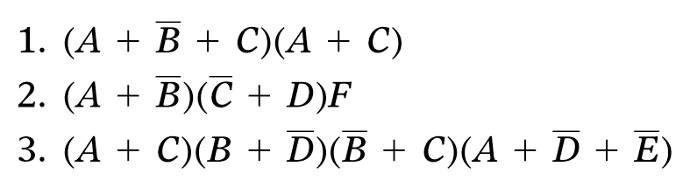 1. (A + B̅ + C)(A + C)
2. (A + B̅)(C̅ + D)F
3. (A + C)(B + D̅)(B̅ + C)(A + D̅ + E̅)